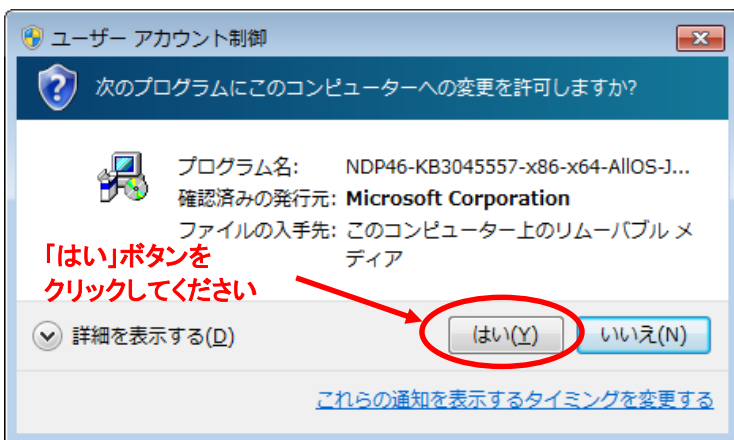 ユーザー アカウント制御
次のプログラムにこのコンピューターへの変更を許可しますか?
プログラム名: NDP46-KB3045557-x86-x64-AllOS-J...
確認済みの発行元: Microsoft Corporation
ファイルの入手先: このコンピューター上のリムーバブル メ
ディア
「はい」ボタンを
クリックしてください
詳細を表示する(D)
はい(Y)
いいえ(N)
これらの通知を表示するタイミングを変更する